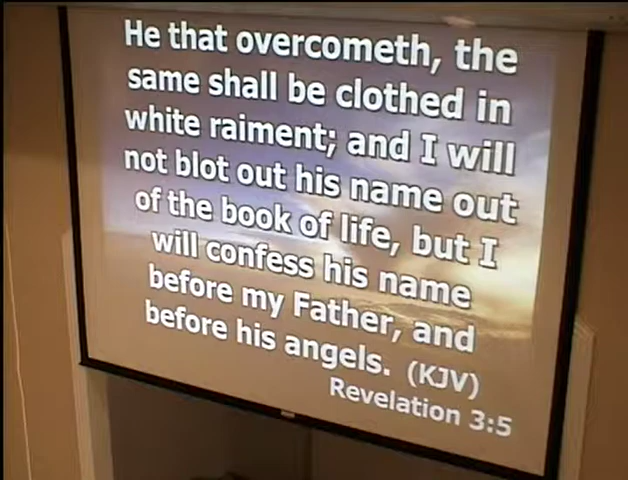 He that overcometh, the
same shall be clothed in
white raiment; and I will
not blot out his name out
of the book of life, but I
will confess his name
before my Father, and
before his angels. (KJV)
Revelation 3:5